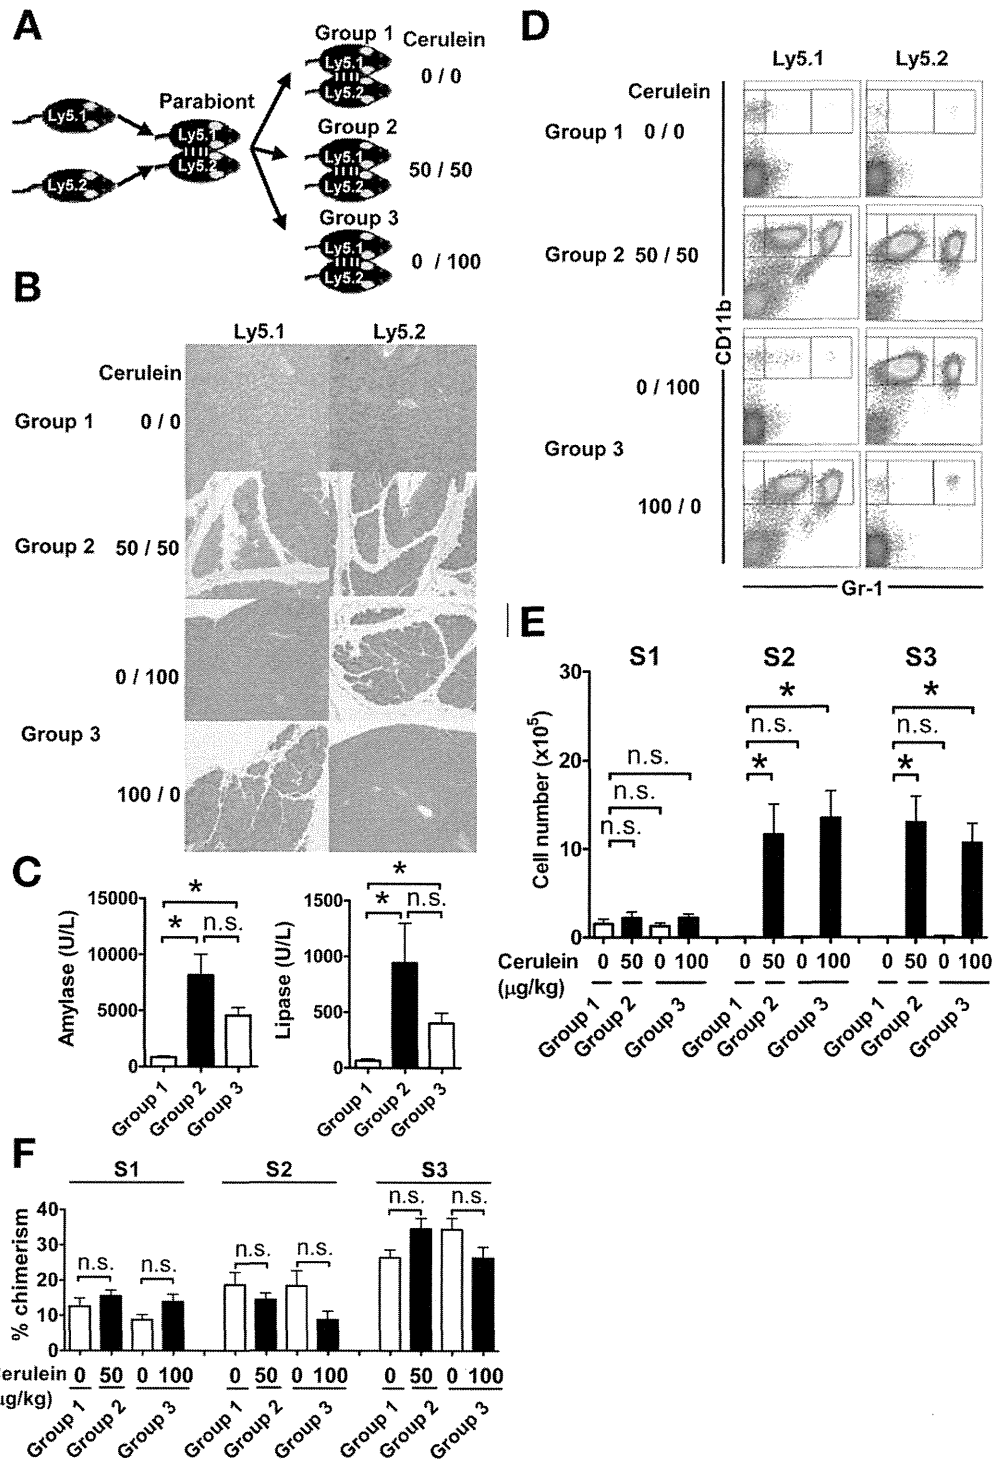 A
Group 1 Cerulein
Ly5.1
0 / 0
Ly5.2
Ly5.1
Parabiont
Ly5.1
Ly5.2
Ly5.2
Group 2
Ly5.1
50 / 50
Ly5.2
Group 3
Ly5.1
0 / 100
Ly5.2
B
Ly5.1 Ly5.2
Cerulein
Group 1 0 / 0
Group 2 50 / 50
0 / 100
Group 3
100 / 0
C
Amylase (U/L)
15000
10000
5000
0
*
* n.s.
Group 1 Group 2 Group 3
Lipase (U/L)
1500
1000
500
0
*
* n.s.
Group 1 Group 2 Group 3
D
Ly5.1 Ly5.2
Cerulein
Group 1 0 / 0
Group 2 50 / 50
0 / 100
Group 3
100 / 0
CD11b
Gr-1
E
S1 S2 S3
Cell number (x10⁵)
30
20
10
0
n.s.
n.s.
n.s.
*
n.s.
*
*
n.s.
*
Cerulein 0 50 0 100 0 50 0 100 0 50 0 100
(µg/kg)
Group 1 Group 2 Group 3 Group 1 Group 2 Group 3 Group 1 Group 2 Group 3
F
S1 S2 S3
% chimerism
40
30
20
10
0
n.s. n.s. n.s. n.s. n.s. n.s.
Cerulein 0 50 0 100 0 50 0 100 0 50 0 100
µg/kg)
Group 1 Group 2 Group 3 Group 1 Group 2 Group 3 Group 1 Group 2 Group 3